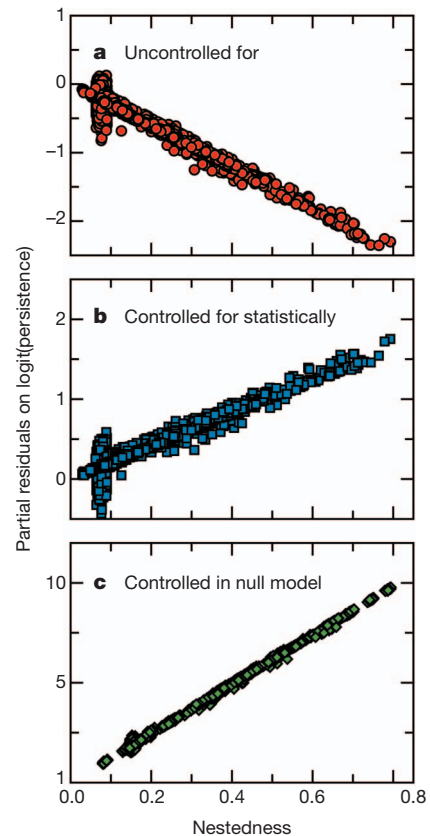 1
a Uncontrolled for
0
−1
−2
Partial residuals on logit(persistence)
b Controlled for statistically
2
1
0
c Controlled in null model
10
5
1
0.0 0.2 0.4 0.6 0.8
Nestedness